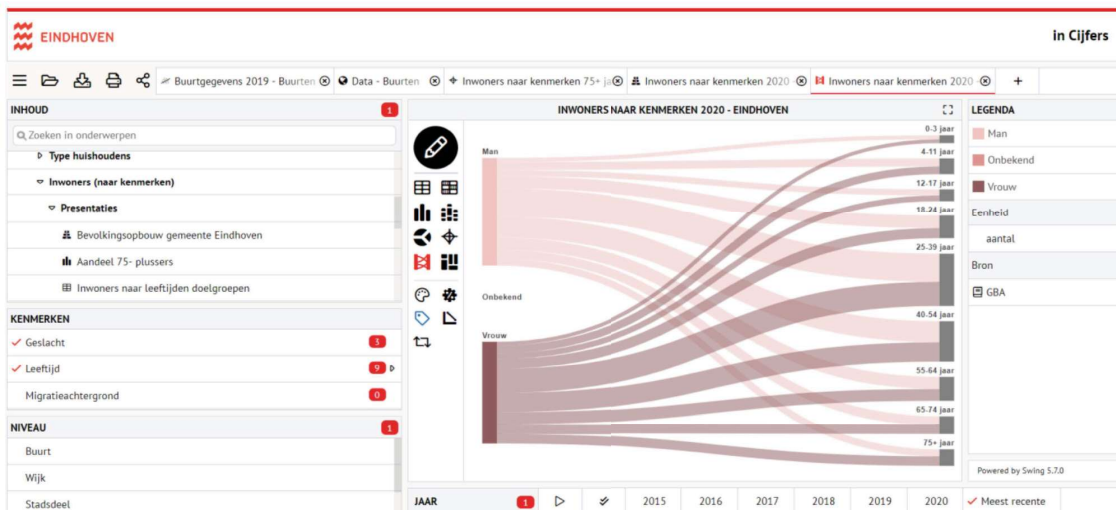 EINDHOVEN
in Cijfers
Buurtgegevens 2019 - Buurten
Data - Buurten
Inwoners naar kenmerken 75+ ja
Inwoners naar kenmerken 2020 -
Inwoners naar kenmerken 2020 -
+
INHOUD
1
Zoeken in onderwerpen
Type huishoudens
Inwoners (naar kenmerken)
Presentaties
Bevolkingsopbouw gemeente Eindhoven
Aandeel 75- plussers
Inwoners naar leeftijden doelgroepen
KENMERKEN
Geslacht
3
Leeftijd
9
Migratieachtergrond
0
NIVEAU
1
Buurt
Wijk
Stadsdeel
INWONERS NAAR KENMERKEN 2020 - EINDHOVEN
Man
Onbekend
Vrouw
0-3 jaar
4-11 jaar
12-17 jaar
18-24 jaar
25-39 jaar
40-54 jaar
55-64 jaar
65-74 jaar
75+ jaar
LEGENDA
Man
Onbekend
Vrouw
Eenheid
aantal
Bron
GBA
Powered by Swing 5.7.0
JAAR
1
2015
2016
2017
2018
2019
2020
Meest recente